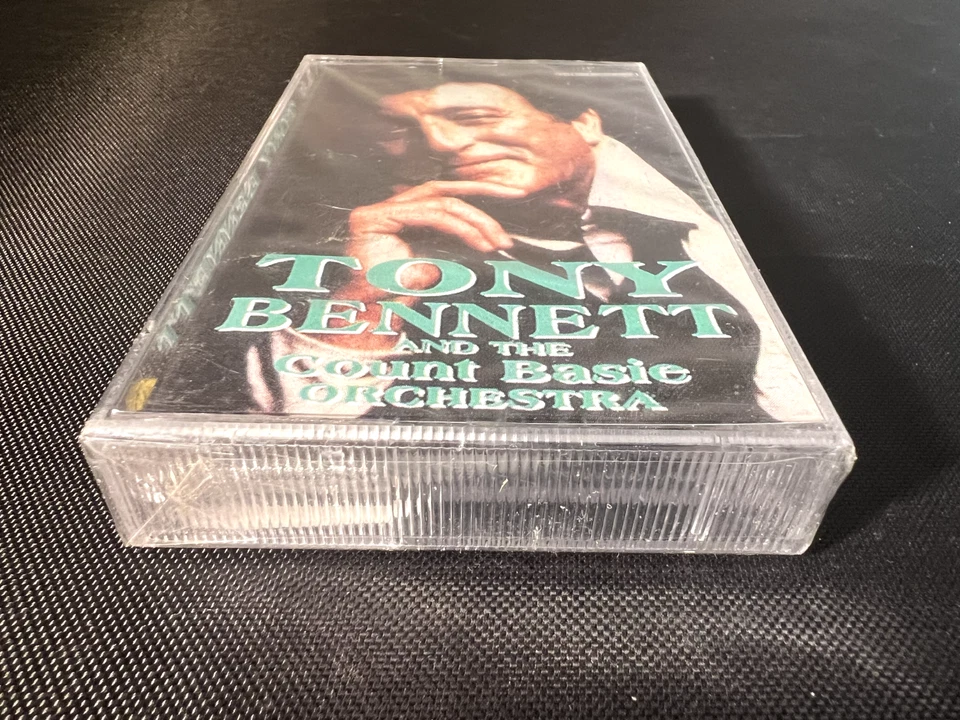 TONY
BENNETT
AND THE
Count Basie
ORCHESTRA